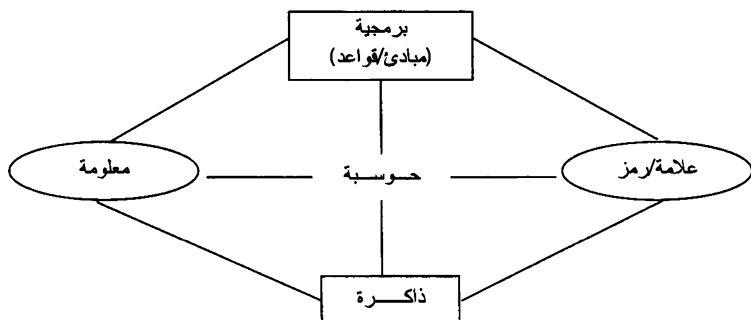 برمجية
(مبادئ/قواعد)
علامة/رمز
حوسبة
معلومة
ذاكرة